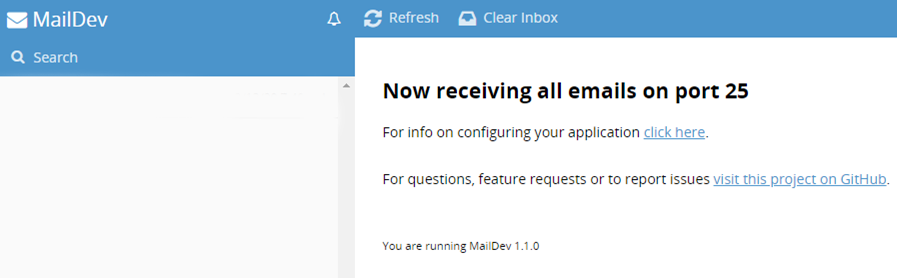 MailDev
Refresh
Clear Inbox
Search
Now receiving all emails on port 25
For info on configuring your application click here.
For questions, feature requests or to report issues visit this project on GitHub.
You are running MailDev 1.1.0